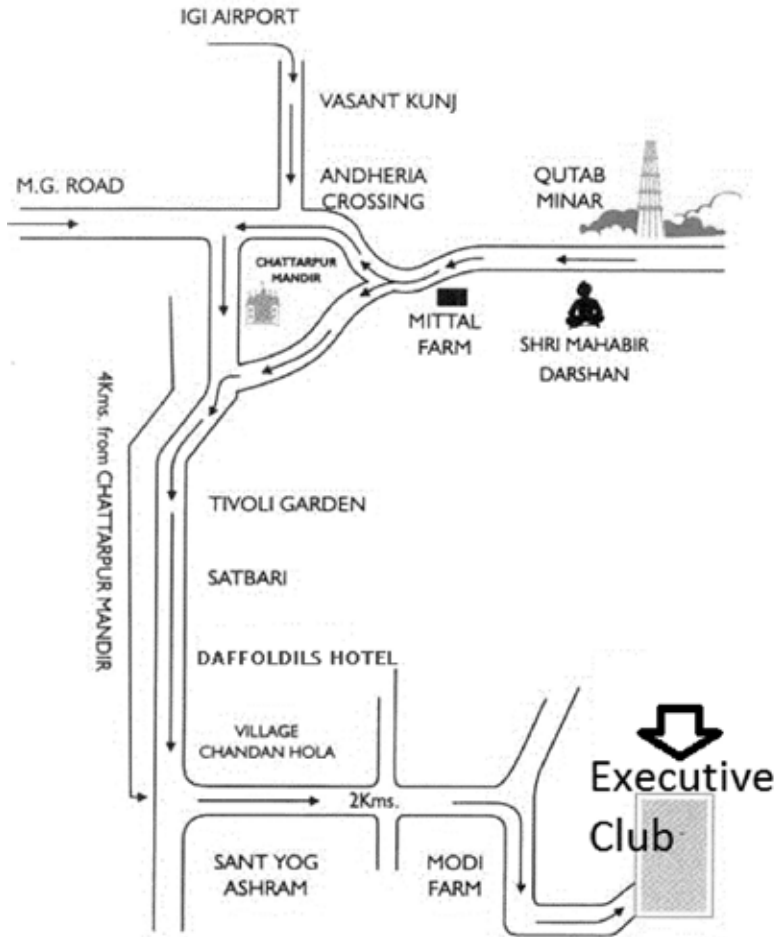 IGI AIRPORT
VASANT KUNJ
M.G. ROAD
ANDHERIA
CROSSING
QUTAB
MINAR
CHATTARPUR
MANDIR
MITTAL
FARM
SHRI MAHABIR
DARSHAN
4Kms. from CHATTARPUR MANDIR
TIVOLI GARDEN
SATBARI
DAFFOLDILS HOTEL
VILLAGE
CHANDAN HOLA
2Kms.
Executive
Club
SANT YOG
ASHRAM
MODI
FARM